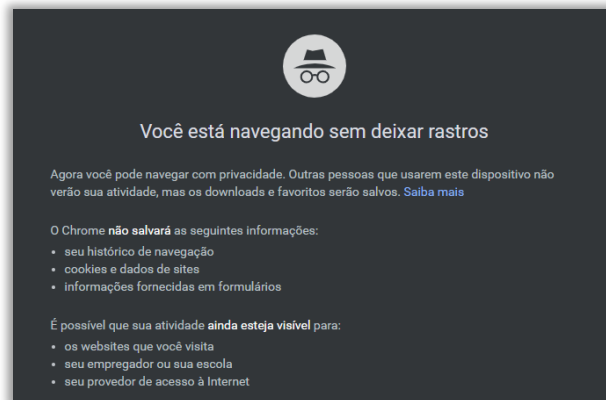 Você está navegando sem deixar rastros
Agora você pode navegar com privacidade. Outras pessoas que usarem este dispositivo não
verão sua atividade, mas os downloads e favoritos serão salvos. Saiba mais
O Chrome não salvará as seguintes informações:
• seu histórico de navegação
• cookies e dados de sites
• informações fornecidas em formulários
É possível que sua atividade ainda esteja visível para:
• os websites que você visita
• seu empregador ou sua escola
• seu provedor de acesso à Internet